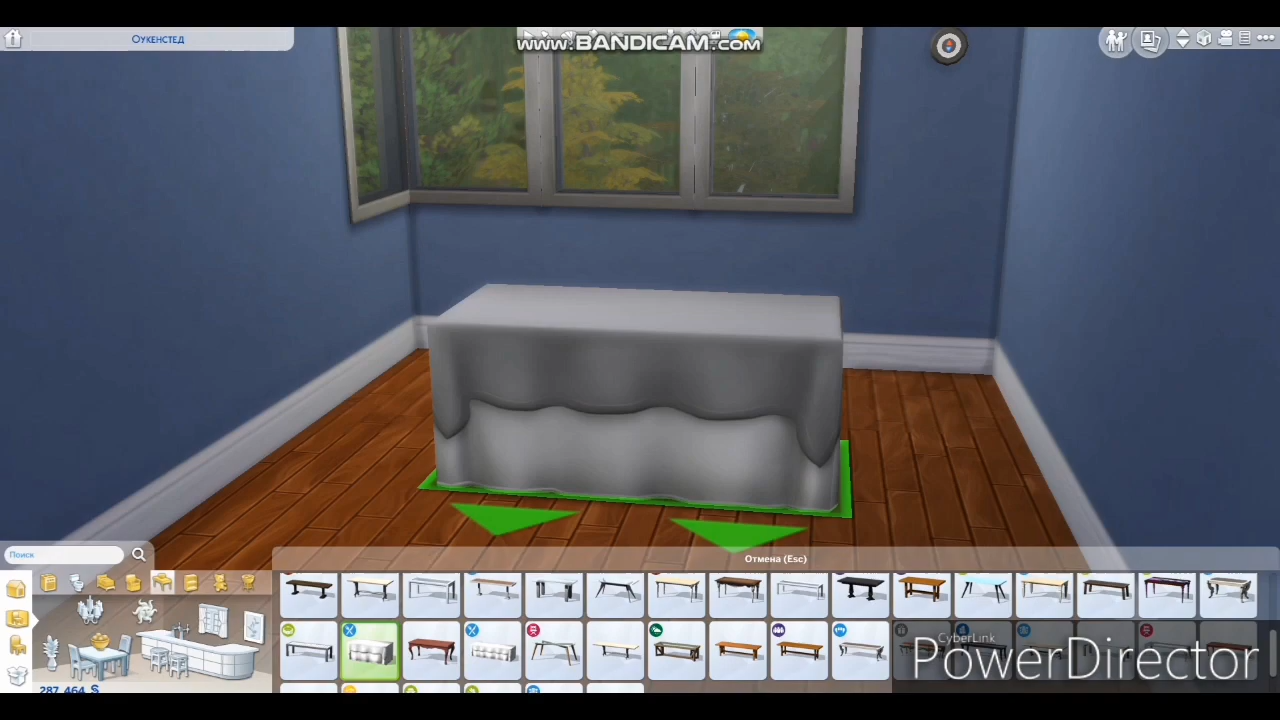 Оукенстед
www.BANDICAM.com
Поиск
Отмена (Esc)
287 464 §
CyberLink
PowerDirector